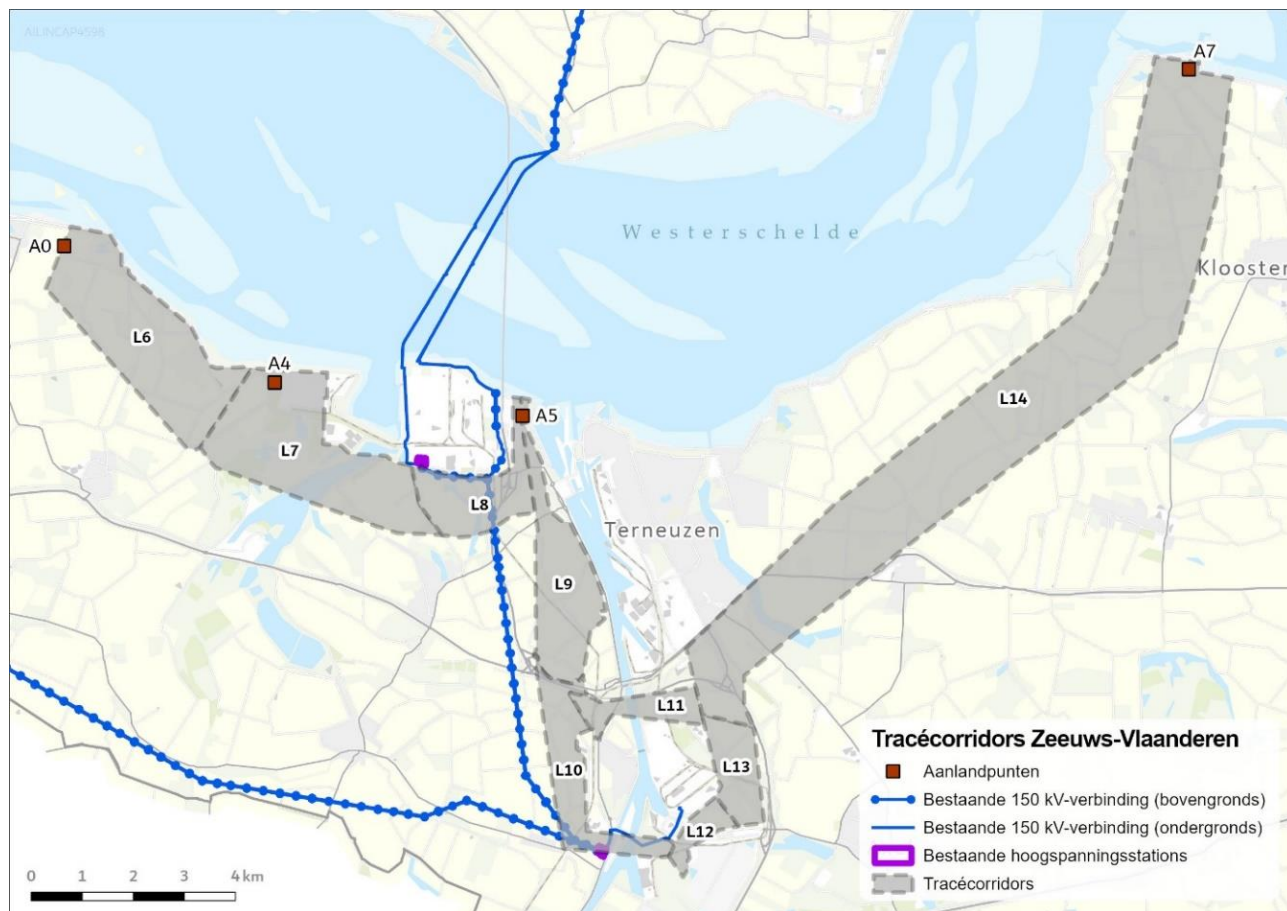 AILINCAP4596
A7
Westerschelde
A0
Klooster
L6
A4
L14
A5
L7
L8
Terneuzen
L9
L11
L10
L13
L12
Tracécorridors Zeeuws-Vlaanderen
Aanlandpunten
Bestaande 150 kV-verbinding (bovengronds)
Bestaande 150 kV-verbinding (ondergronds)
Bestaande hoogspanningsstations
Tracécorridors
0 1 2 3 4 km